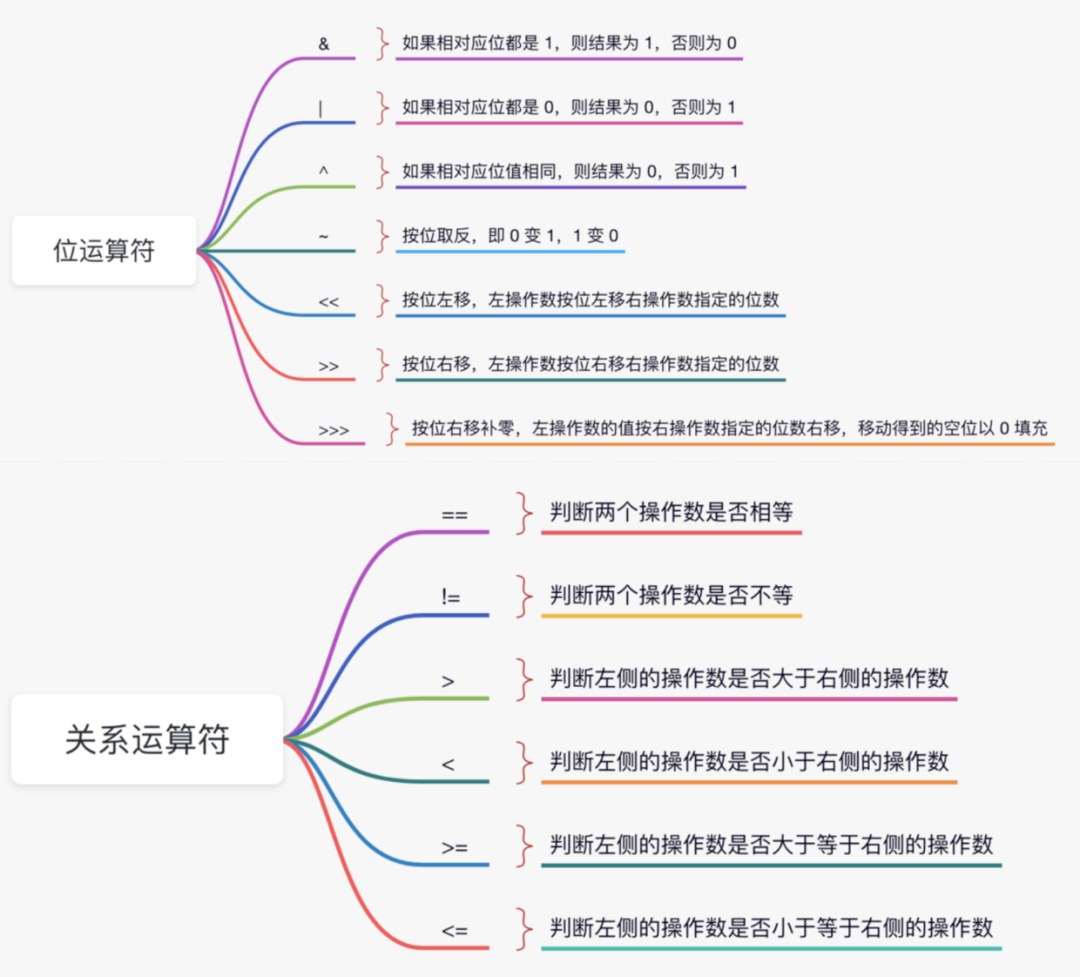 &
如果相对应位都是 1，则结果为 1，否则为 0
|
如果相对应位都是 0，则结果为 0，否则为 1
^
如果相对应位值相同，则结果为 0，否则为 1
位运算符
~
按位取反，即 0 变 1，1 变 0
<<
按位左移，左操作数按位左移右操作数指定的位数
>>
按位右移，左操作数按位右移右操作数指定的位数
>>>
按位右移补零，左操作数的值按右操作数指定的位数右移，移动得到的空位以 0 填充
==
判断两个操作数是否相等
!=
判断两个操作数是否不等
>
判断左侧的操作数是否大于右侧的操作数
关系运算符
<
判断左侧的操作数是否小于右侧的操作数
>=
判断左侧的操作数是否大于等于右侧的操作数
<=
判断左侧的操作数是否小于等于右侧的操作数